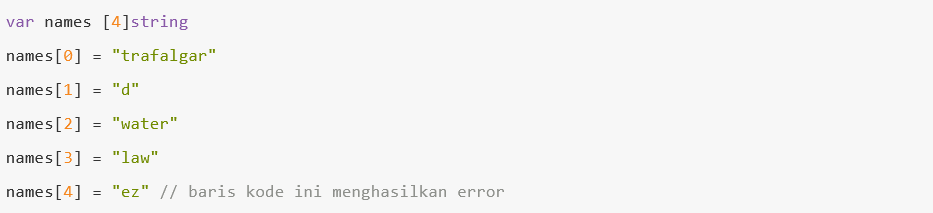 var names [4]string
names[0] = "trafalgar"
names[1] = "d"
names[2] = "water"
names[3] = "law"
names[4] = "ez" // baris kode ini menghasilkan error